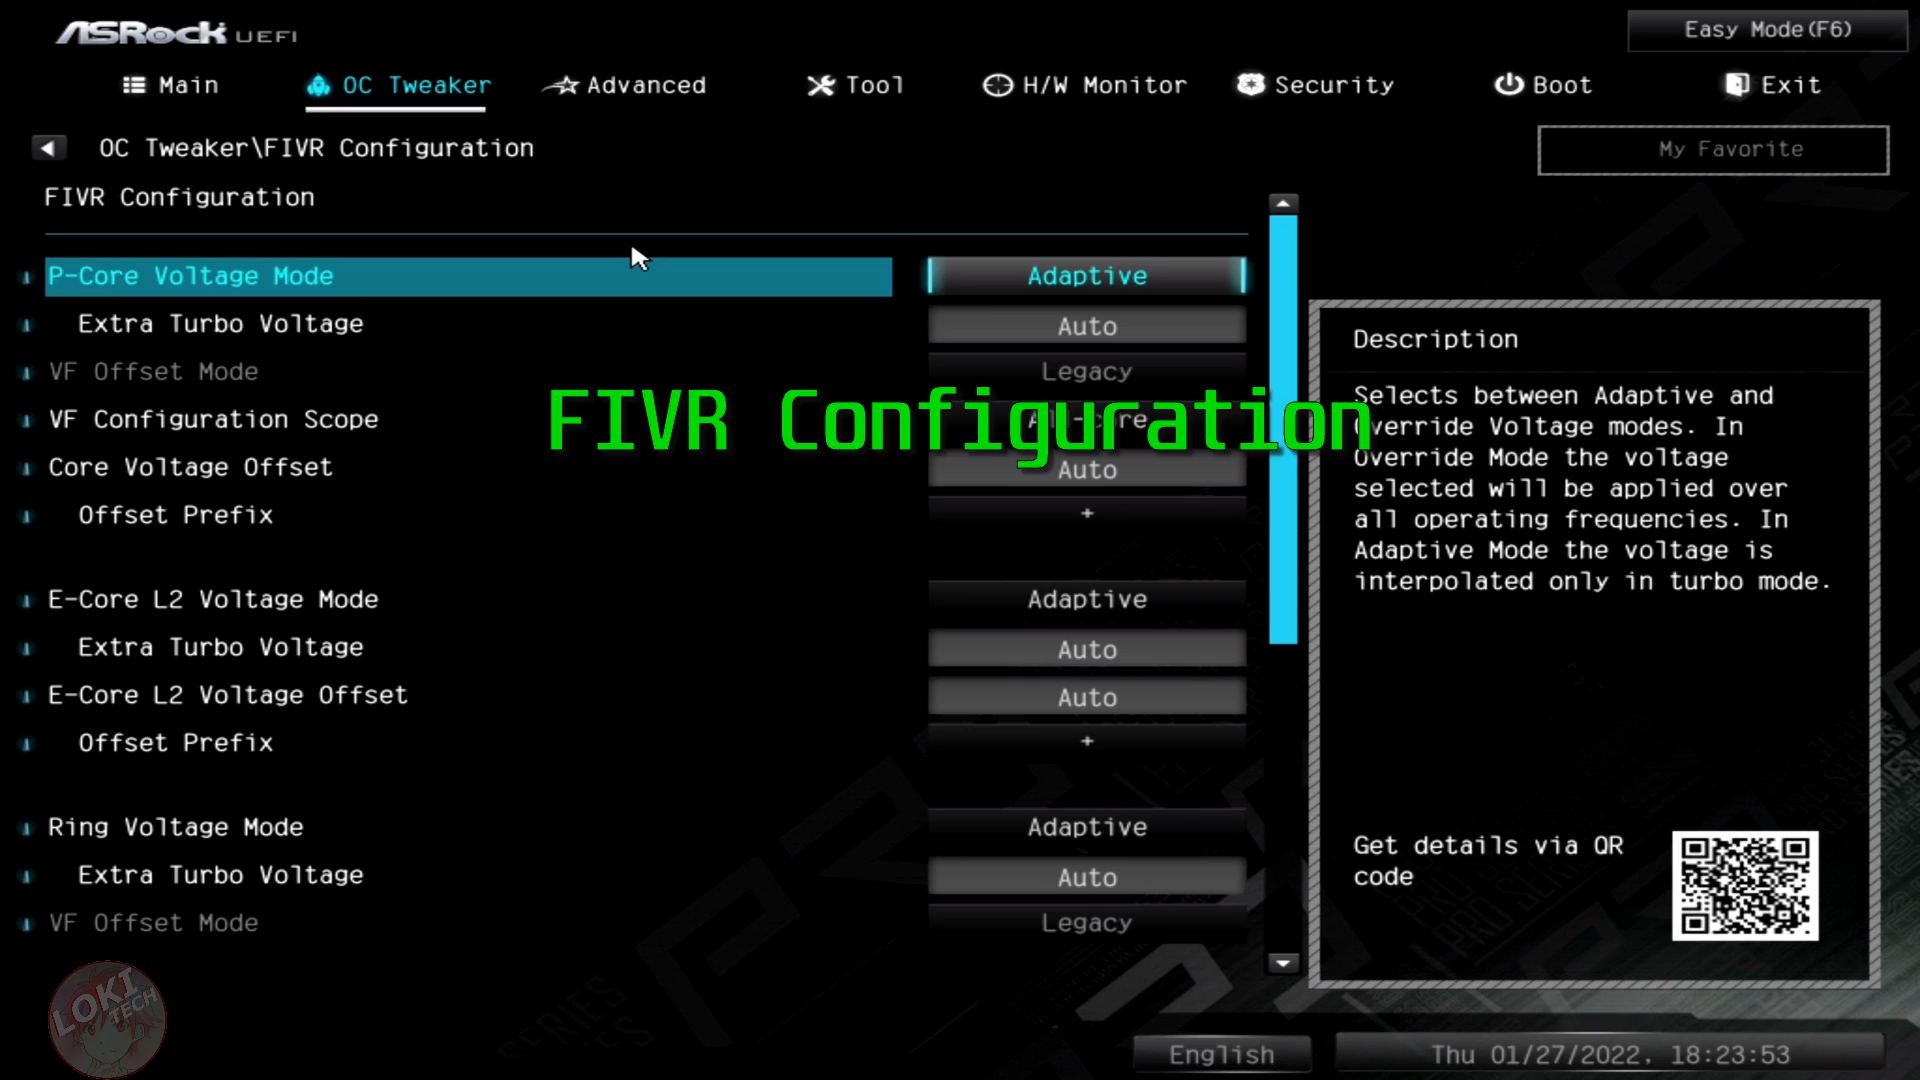 ASRock UEFI
Easy Mode(F6)
Main
OC Tweaker
Advanced
Tool
H/W Monitor
Security
Boot
Exit
OC Tweaker\FIVR Configuration
My Favorite
FIVR Configuration
P-Core Voltage Mode Adaptive
Extra Turbo Voltage Auto
VF Offset Mode Legacy
FIVR Configuration
VF Configuration Scope All-core
Core Voltage Offset Auto
Offset Prefix +
E-Core L2 Voltage Mode Adaptive
Extra Turbo Voltage Auto
E-Core L2 Voltage Offset Auto
Offset Prefix +
Ring Voltage Mode Adaptive
Extra Turbo Voltage Auto
VF Offset Mode Legacy
Description
Selects between Adaptive and
Override Voltage modes. In
Override Mode the voltage
selected will be applied over
all operating frequencies. In
Adaptive Mode the voltage is
interpolated only in turbo mode.
Get details via QR
code
LOKI
TECH
English
Thu 01/27/2022, 18:23:53